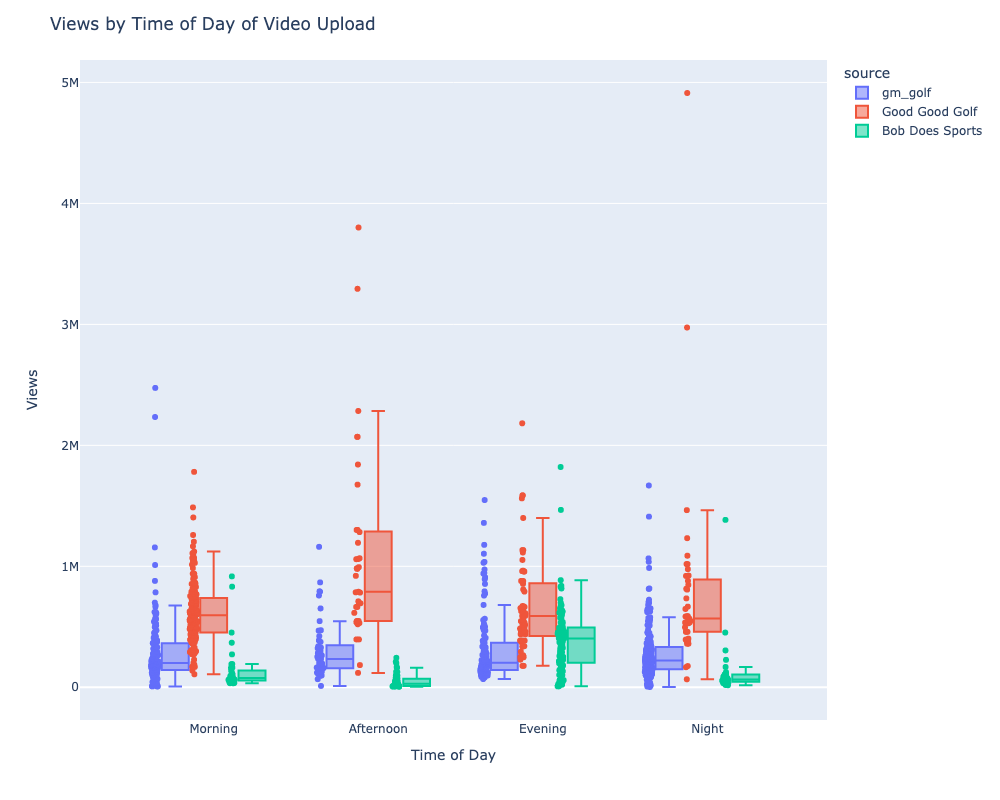 Views by Time of Day of Video Upload
source
gm_golf
Good Good Golf
Bob Does Sports
5M
4M
3M
2M
1M
0
Views
Morning
Afternoon
Evening
Night
Time of Day